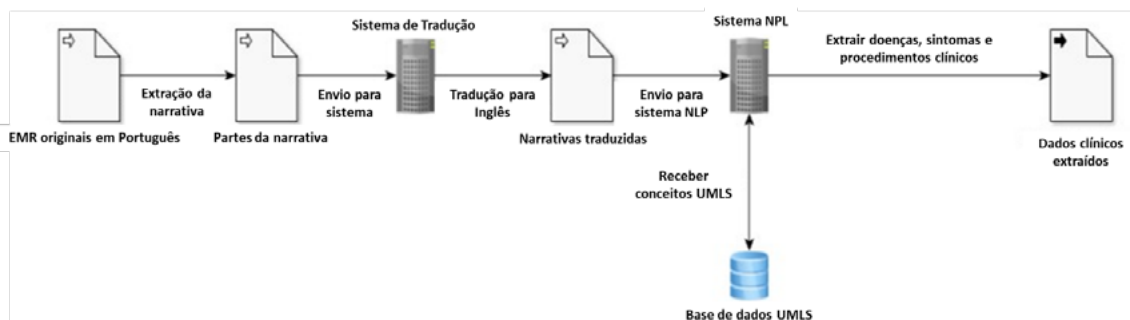 Sistema de Tradução
Sistema NPL
Extrair doenças, sintomas e
procedimentos clínicos
Extração da
narrativa
Envio para
sistema
Tradução para
Inglês
Envio para
sistema NLP
EMR originais em Português
Partes da narrativa
Narrativas traduzidas
Dados clínicos
extraídos
Receber
conceitos UMLS
Base de dados UMLS